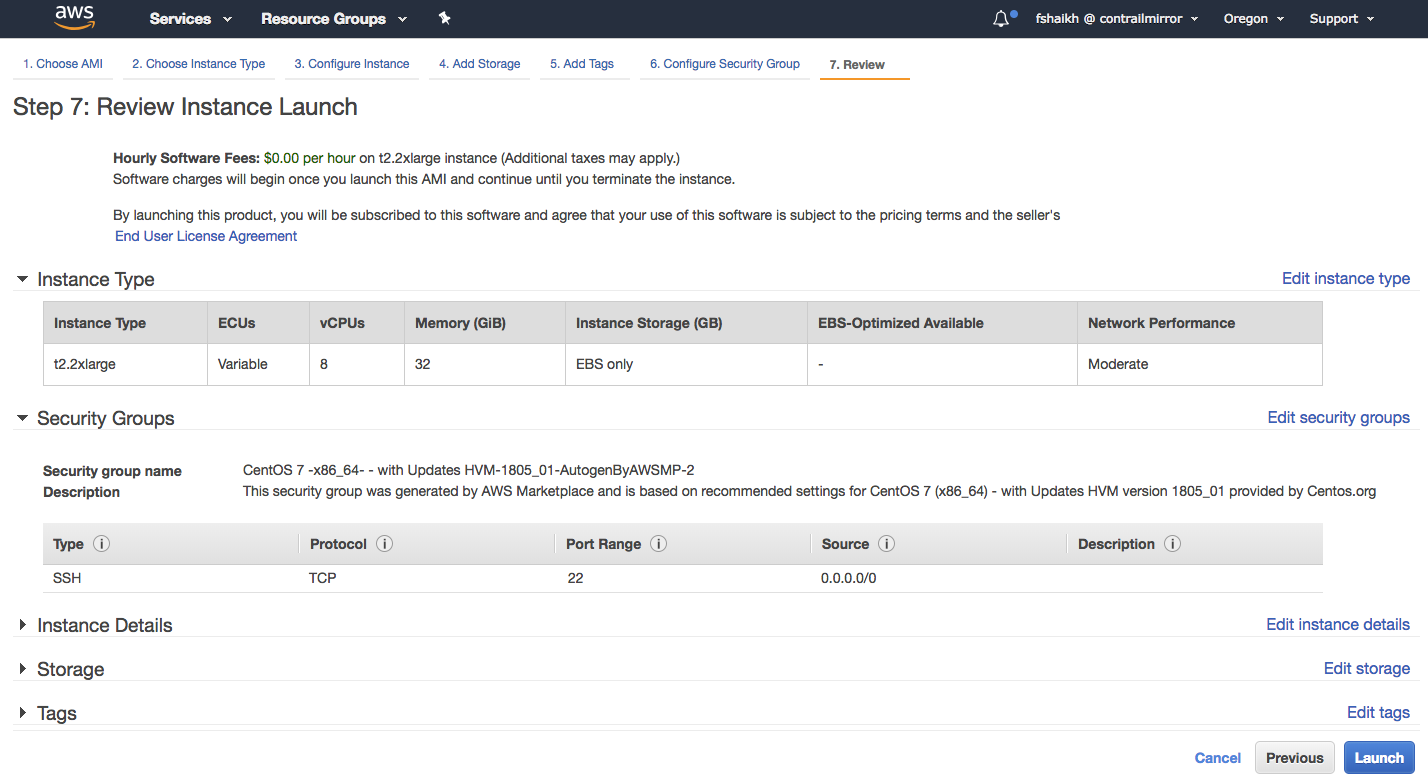 aws Services Resource Groups fshaikh @ contrailmirror Oregon Support
1. Choose AMI 2. Choose Instance Type 3. Configure Instance 4. Add Storage 5. Add Tags 6. Configure Security Group 7. Review
Step 7: Review Instance Launch
Hourly Software Fees: $0.00 per hour on t2.2xlarge instance (Additional taxes may apply.)
Software charges will begin once you launch this AMI and continue until you terminate the instance.
By launching this product, you will be subscribed to this software and agree that your use of this software is subject to the pricing terms and the seller's
End User License Agreement
Instance Type Edit instance type
Instance Type ECUs vCPUs Memory (GiB) Instance Storage (GB) EBS-Optimized Available Network Performance
t2.2xlarge Variable 8 32 EBS only - Moderate
Security Groups Edit security groups
Security group name CentOS 7 -x86_64- - with Updates HVM-1805_01-AutogenByAWSMP-2
Description This security group was generated by AWS Marketplace and is based on recommended settings for CentOS 7 (x86_64) - with Updates HVM version 1805_01 provided by Centos.org
Type i Protocol i Port Range i Source i Description i
SSH TCP 22 0.0.0.0/0
Instance Details Edit instance details
Storage Edit storage
Tags Edit tags
Cancel Previous Launch